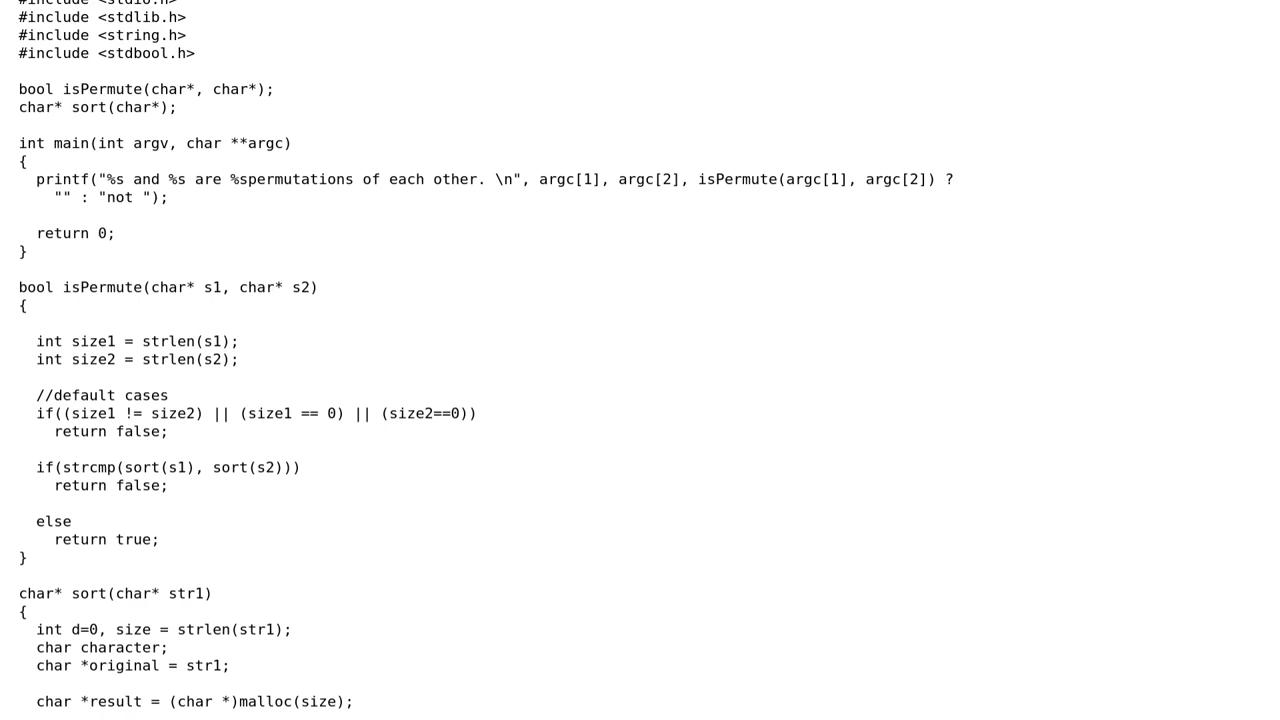 #include <stdio.h>
#include <stdlib.h>
#include <string.h>
#include <stdbool.h>

bool isPermute(char*, char*);
char* sort(char*);

int main(int argv, char **argc)
{
  printf("%s and %s are %spermutations of each other. \n", argc[1], argc[2], isPermute(argc[1], argc[2]) ?
    "" : "not ");

  return 0;
}

bool isPermute(char* s1, char* s2)
{

  int size1 = strlen(s1);
  int size2 = strlen(s2);

  //default cases
  if((size1 != size2) || (size1 == 0) || (size2==0))
    return false;

  if(strcmp(sort(s1), sort(s2)))
    return false;

  else
    return true;
}

char* sort(char* str1)
{
  int d=0, size = strlen(str1);
  char character;
  char *original = str1;

  char *result = (char *)malloc(size);